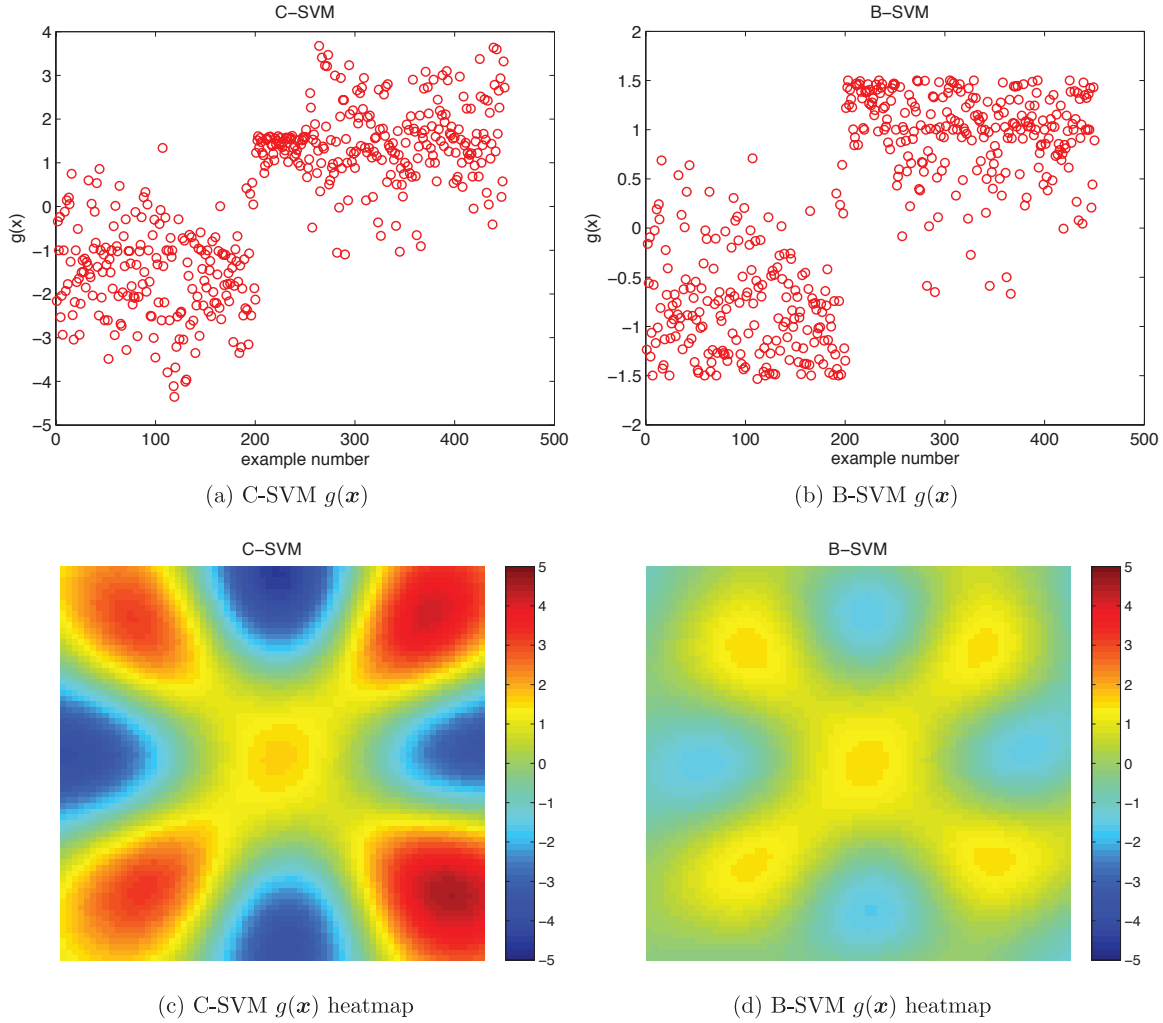 C-SVM
4
3
2
1
0
−1
−2
−3
−4
−5
g(x)
0 100 200 300 400 500
example number
(a) C-SVM g(x)
B-SVM
2
1.5
1
0.5
0
−0.5
−1
−1.5
−2
g(x)
0 100 200 300 400 500
example number
(b) B-SVM g(x)
C-SVM
5
4
3
2
1
0
−1
−2
−3
−4
−5
(c) C-SVM g(x) heatmap
B-SVM
5
4
3
2
1
0
−1
−2
−3
−4
−5
(d) B-SVM g(x) heatmap